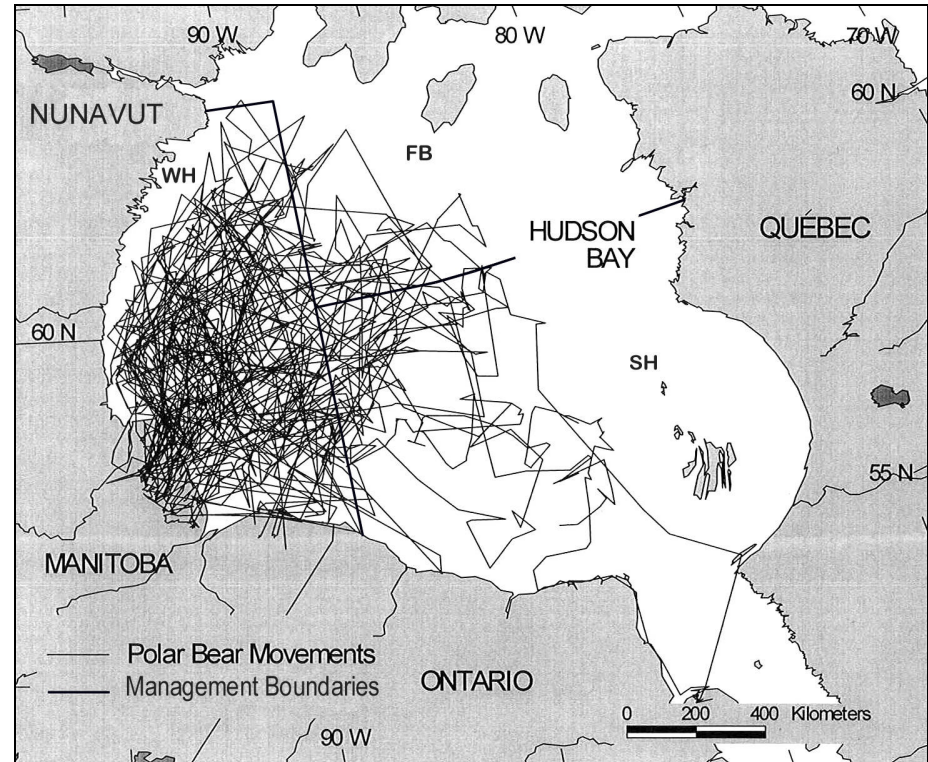 90 W
80 W
70 W
60 N
NUNAVUT
FB
WH
HUDSON
BAY
QUÉBEC
60 N
SH
55 N
MANITOBA
Polar Bear Movements
Management Boundaries
ONTARIO
0 200 400 Kilometers
90 W